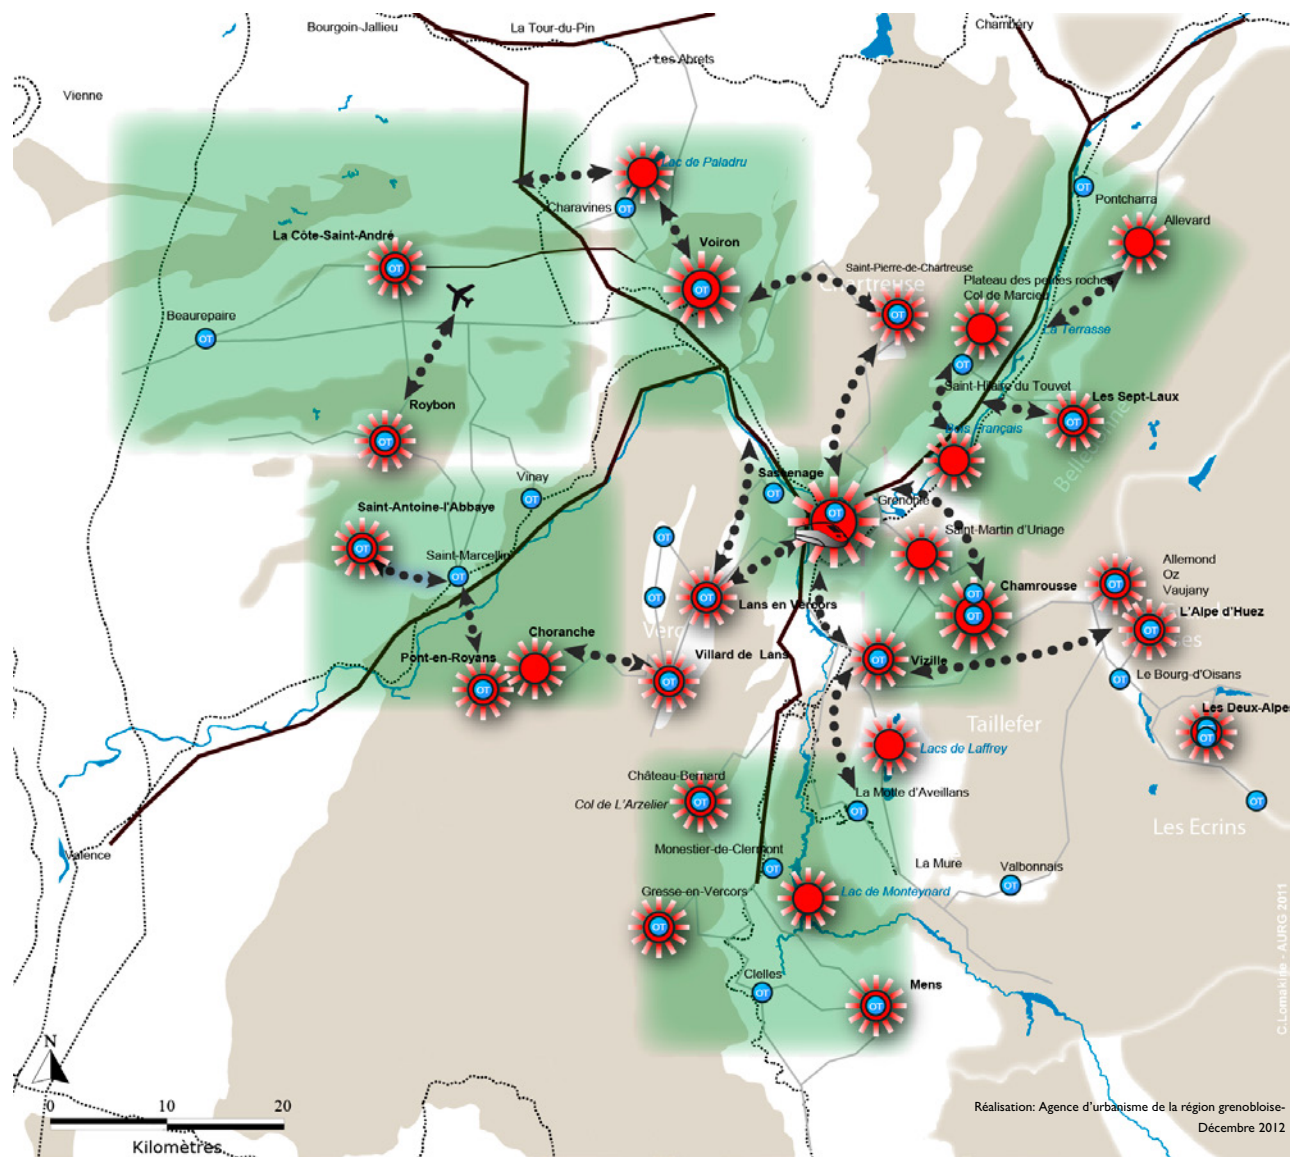 Bourgoin-Jallieu
La Tour-du-Pin
Chambéry
Les Abrets
Vienne
Lac de Paladru
Pontcharra
Charavines
Allevard
La Côte-Saint-André
OT
Voiron
Saint-Pierre-de-Chartreuse
Chartreuse
Plateau des petites roches
Col de Marcieu
Beaurepaire
La Terrasse
Saint-Hilaire du Touvet
Les Sept-Laux
Roybon
Bois Français
Belledonne
Vinay
Sassenage
Grenoble
Saint-Antoine-l'Abbaye
Saint-Marcellin
Saint-Martin d'Uriage
Allemond
Oz
Vaujany
Chamrousse
Lans en Vercors
L'Alpe d'Huez
Choranche
Pont-en-Royans
Villard de Lans
Vizille
Le Bourg-d'Oisans
Les Deux-Alpes
Taillefer
Lacs de Laffrey
Château-Bernard
Col de L'Arzelier
La Motte d'Aveillans
Les Ecrins
Valence
Monestier-de-Clermont
La Mure
Valbonnais
Gresse-en-Vercors
Lac de Monteynard
Clelles
Mens
C.Lomakine - AURG 2011
N
0 10 20
Kilomètres
Réalisation: Agence d'urbanisme de la région grenobloise-
Décembre 2012